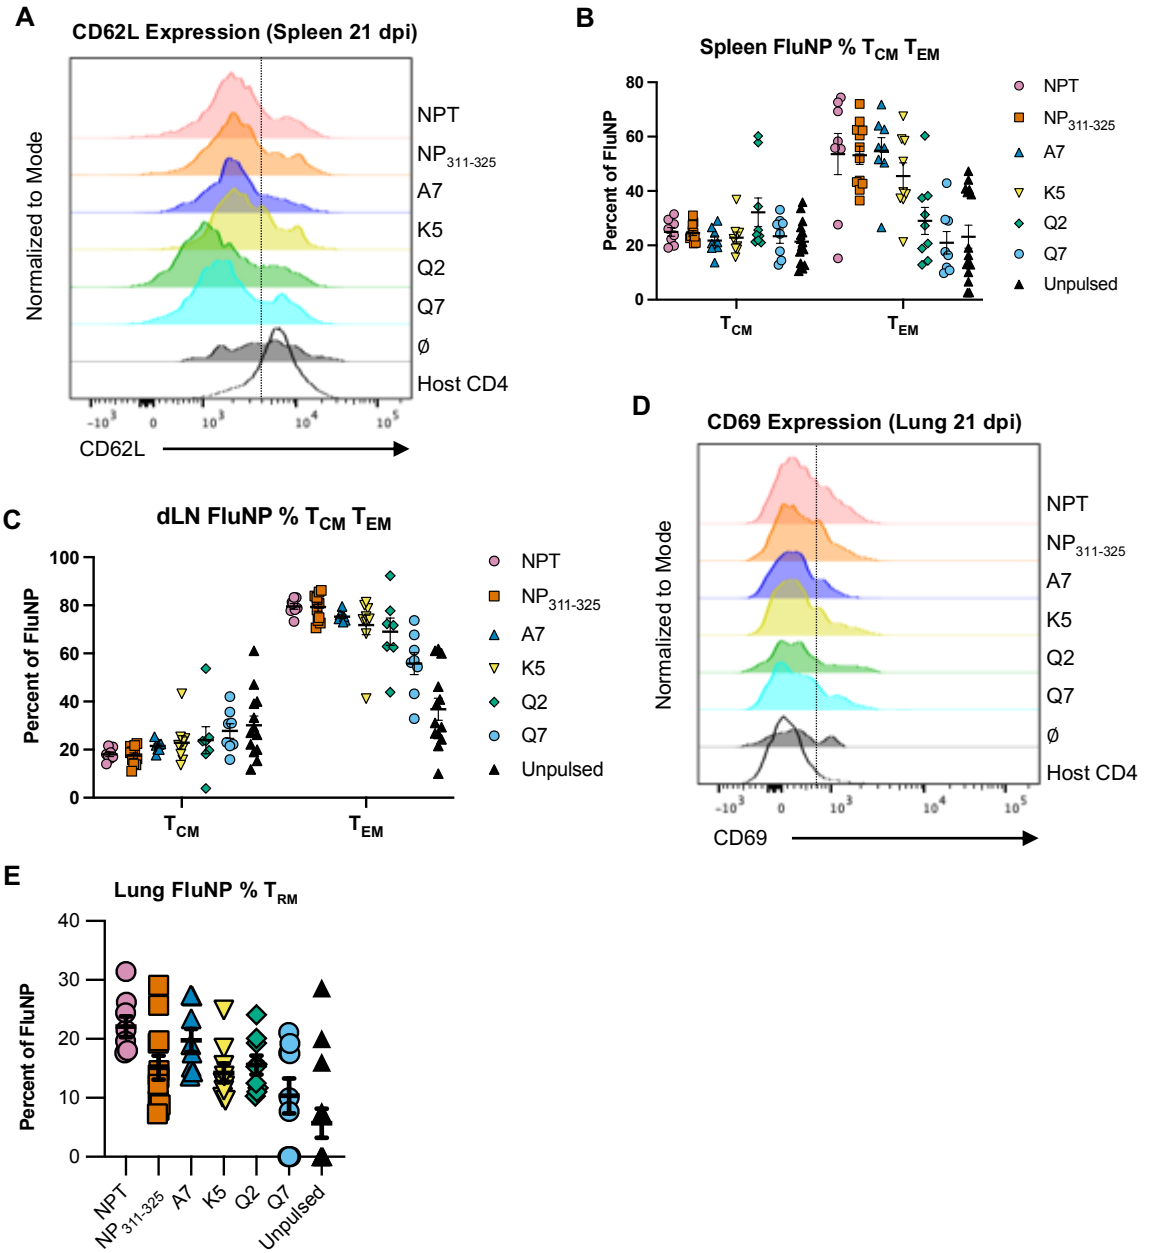 A
CD62L Expression (Spleen 21 dpi)
Normalized to Mode
NPT
NP311-325
A7
K5
Q2
Q7
Ø
Host CD4
-10³ 0 10³ 10⁴ 10⁵
CD62L
B
Spleen FluNP % TCM TEM
Percent of FluNP
80
60
40
20
0
TCM TEM
NPT
NP311-325
A7
K5
Q2
Q7
Unpulsed
C
dLN FluNP % TCM TEM
Percent of FluNP
100
80
60
40
20
0
TCM TEM
NPT
NP311-325
A7
K5
Q2
Q7
Unpulsed
D
CD69 Expression (Lung 21 dpi)
Normalized to Mode
NPT
NP311-325
A7
K5
Q2
Q7
Ø
Host CD4
-10³ 0 10³ 10⁴ 10⁵
CD69
E
Lung FluNP % TRM
Percent of FluNP
40
30
20
10
0
NPT NP311-325 A7 K5 Q2 Q7 Unpulsed